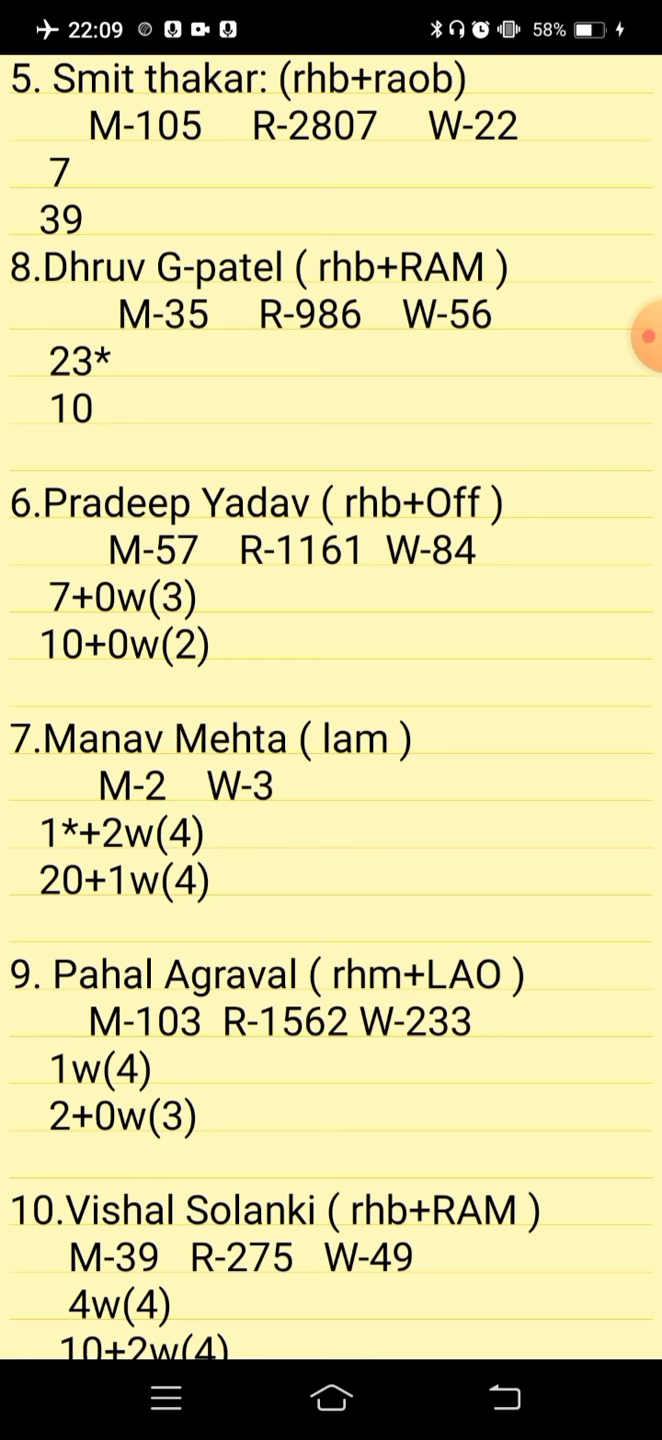 22:09 58%
5. Smit thakar: (rhb+raob)
M-105 R-2807 W-22
7
39
8.Dhruv G-patel ( rhb+RAM )
M-35 R-986 W-56
23*
10
6.Pradeep Yadav ( rhb+Off )
M-57 R-1161 W-84
7+0w(3)
10+0w(2)
7.Manav Mehta ( lam )
M-2 W-3
1*+2w(4)
20+1w(4)
9. Pahal Agraval ( rhm+LAO )
M-103 R-1562 W-233
1w(4)
2+0w(3)
10.Vishal Solanki ( rhb+RAM )
M-39 R-275 W-49
4w(4)
10+2w(4)